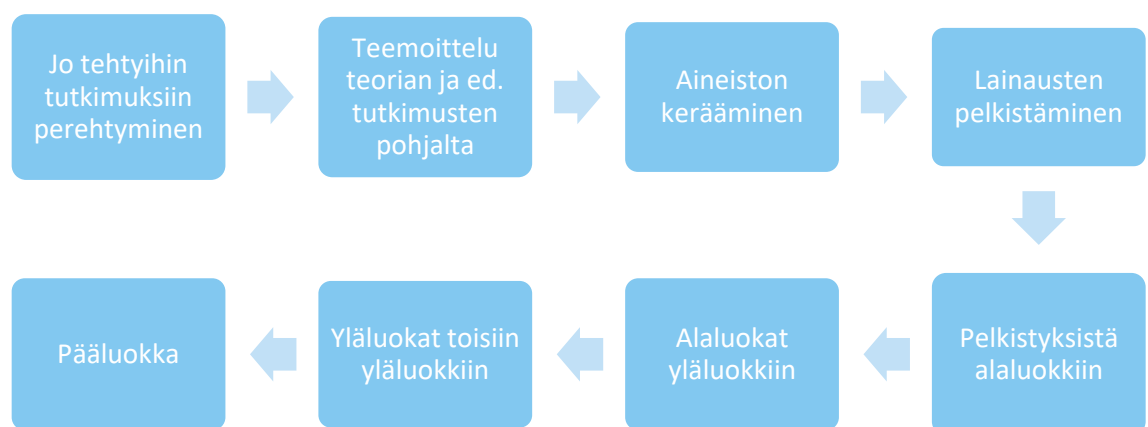 Jo tehtyihin
tutkimuksiin
perehtyminen
Teemoittelu
teorian ja ed.
tutkimusten
pohjalta
Aineiston
kerääminen
Lainausten
pelkistäminen
Pelkistyksistä
alaluokkiin
Alaluokat
yläluokkiin
Yläluokat toisiin
yläluokkiin
Pääluokka